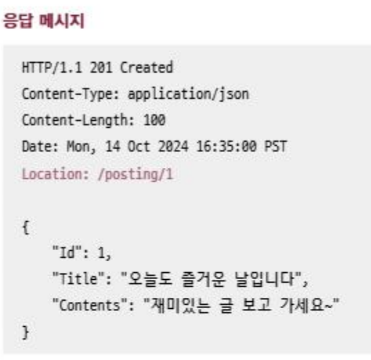 응답 메시지
HTTP/1.1 201 Created
Content-Type: application/json
Content-Length: 100
Date: Mon, 14 Oct 2024 16:35:00 PST
Location: /posting/1
{
"Id": 1,
"Title": "오늘도 즐거운 날입니다",
"Contents": "재미있는 글 보고 가세요~"
}